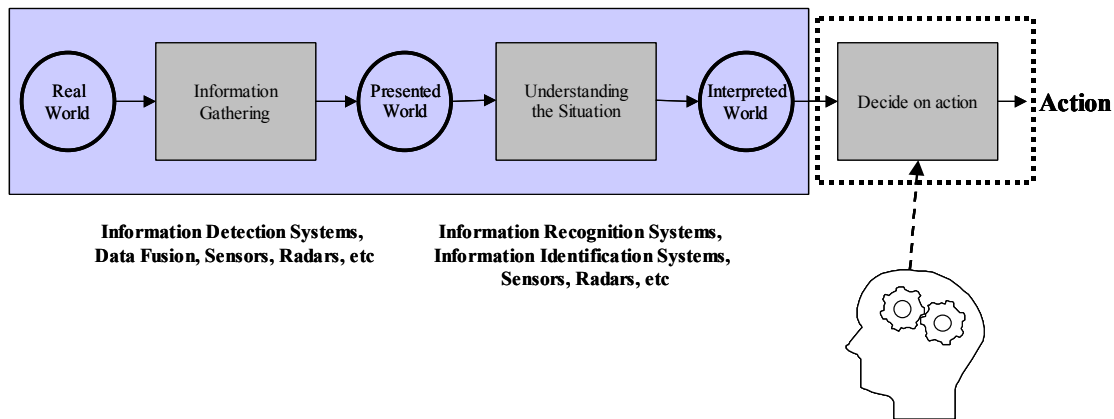 Real
World
Information
Gathering
Presented
World
Understanding
the Situation
Interpreted
World
Decide on action
Action
Information Detection Systems,
Data Fusion, Sensors, Radars, etc
Information Recognition Systems,
Information Identification Systems,
Sensors, Radars, etc